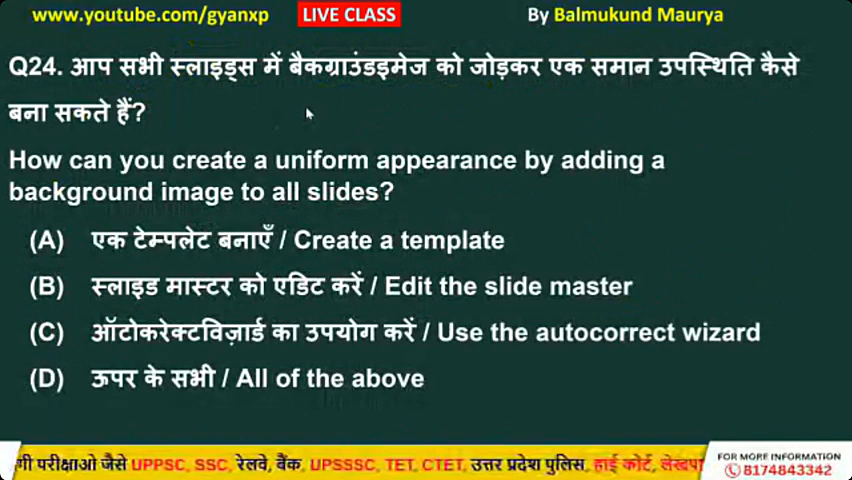 www.youtube.com/gyanxp LIVE CLASS By Balmukund Maurya
Q24. आप सभी स्लाइड्स में बैकग्राउंडइमेज को जोड़कर एक समान उपस्थिति कैसे
बना सकते हैं?
How can you create a uniform appearance by adding a
background image to all slides?
(A) एक टेम्पलेट बनाएँ / Create a template
(B) स्लाइड मास्टर को एडिट करें / Edit the slide master
(C) ऑटोकरेक्टविज़ार्ड का उपयोग करें / Use the autocorrect wizard
(D) ऊपर के सभी / All of the above
गी परीक्षाओ जैसे UPPSC, SSC, रेलवे, बैंक, UPSSSC, TET, CTET, उत्तर प्रदेश पुलिस, हाई कोर्ट, लेखपा
FOR MORE INFORMATION
8174843342